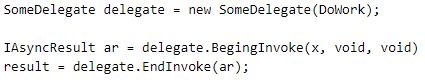 SomeDelegate delegate = new SomeDelegate(DoWork);
IAsyncResult ar = delegate.BegingInvoke(x, void, void)
result = delegate.EndInvoke(ar);